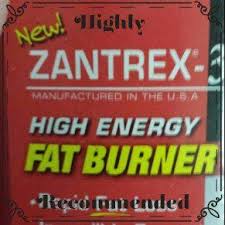 Highly
New!
ZANTREX®-3
MANUFACTURED IN THE U.S.A
HIGH ENERGY
FAT BURNER
Recommended